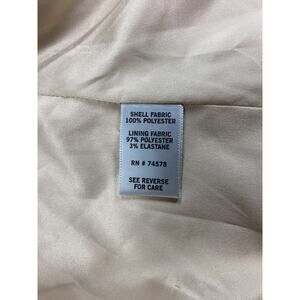 SHELL FABRIC
100% POLYESTER
LINING FABRIC
97% POLYESTER
3% ELASTANE
RN # 74578
SEE REVERSE
FOR CARE